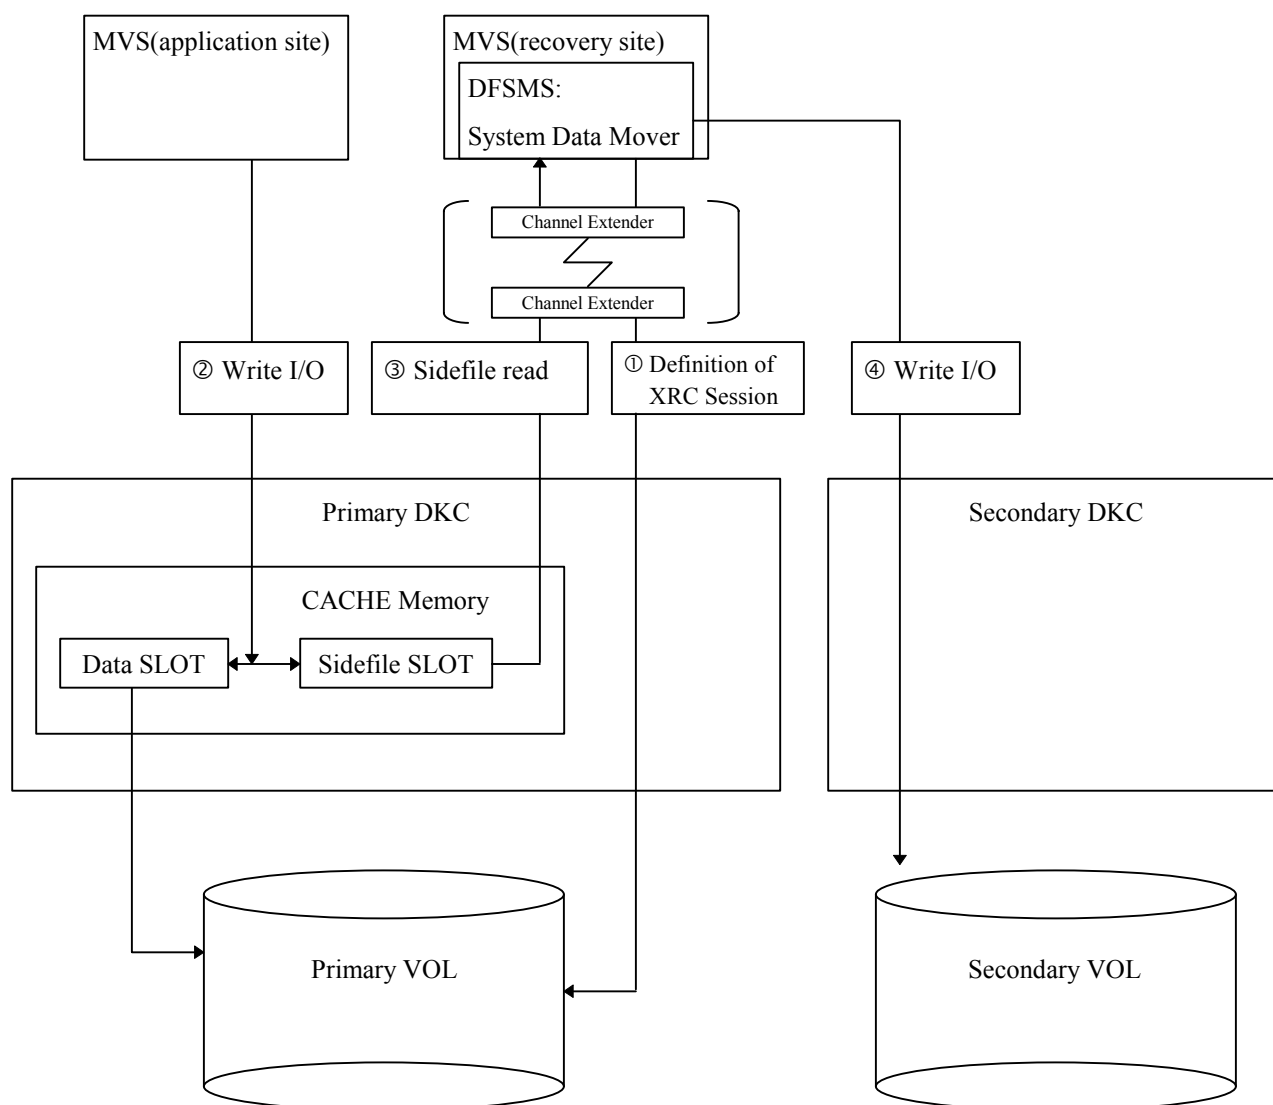 MVS(application site)
MVS(recovery site)
DFSMS:
System Data Mover
Channel Extender
Channel Extender
② Write I/O
③ Sidefile read
① Definition of
XRC Session
④ Write I/O
Primary DKC
Secondary DKC
CACHE Memory
Data SLOT
Sidefile SLOT
Primary VOL
Secondary VOL